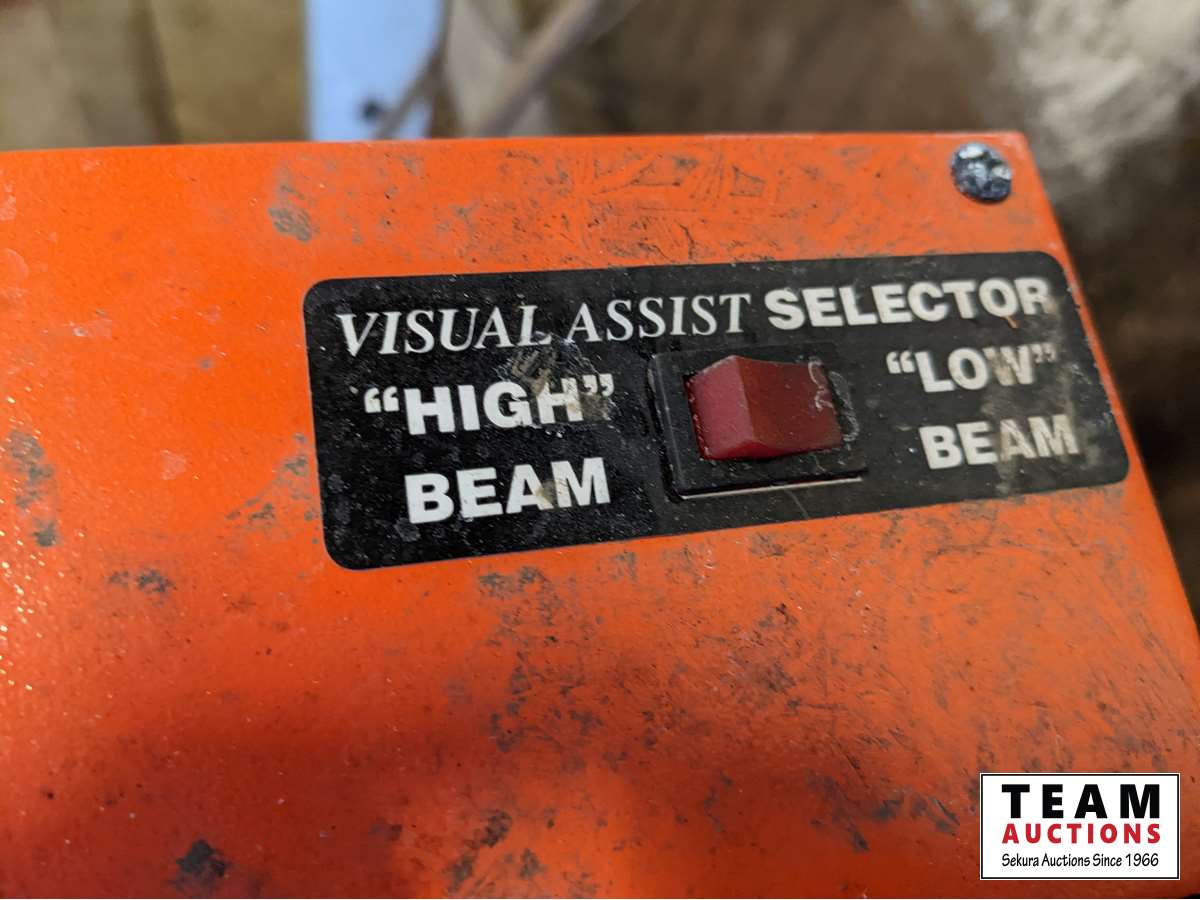 VISUAL ASSIST SELECTOR
“HIGH”
BEAM
“LOW”
BEAM
TEAM
AUCTIONS
Sekura Auctions Since 1966